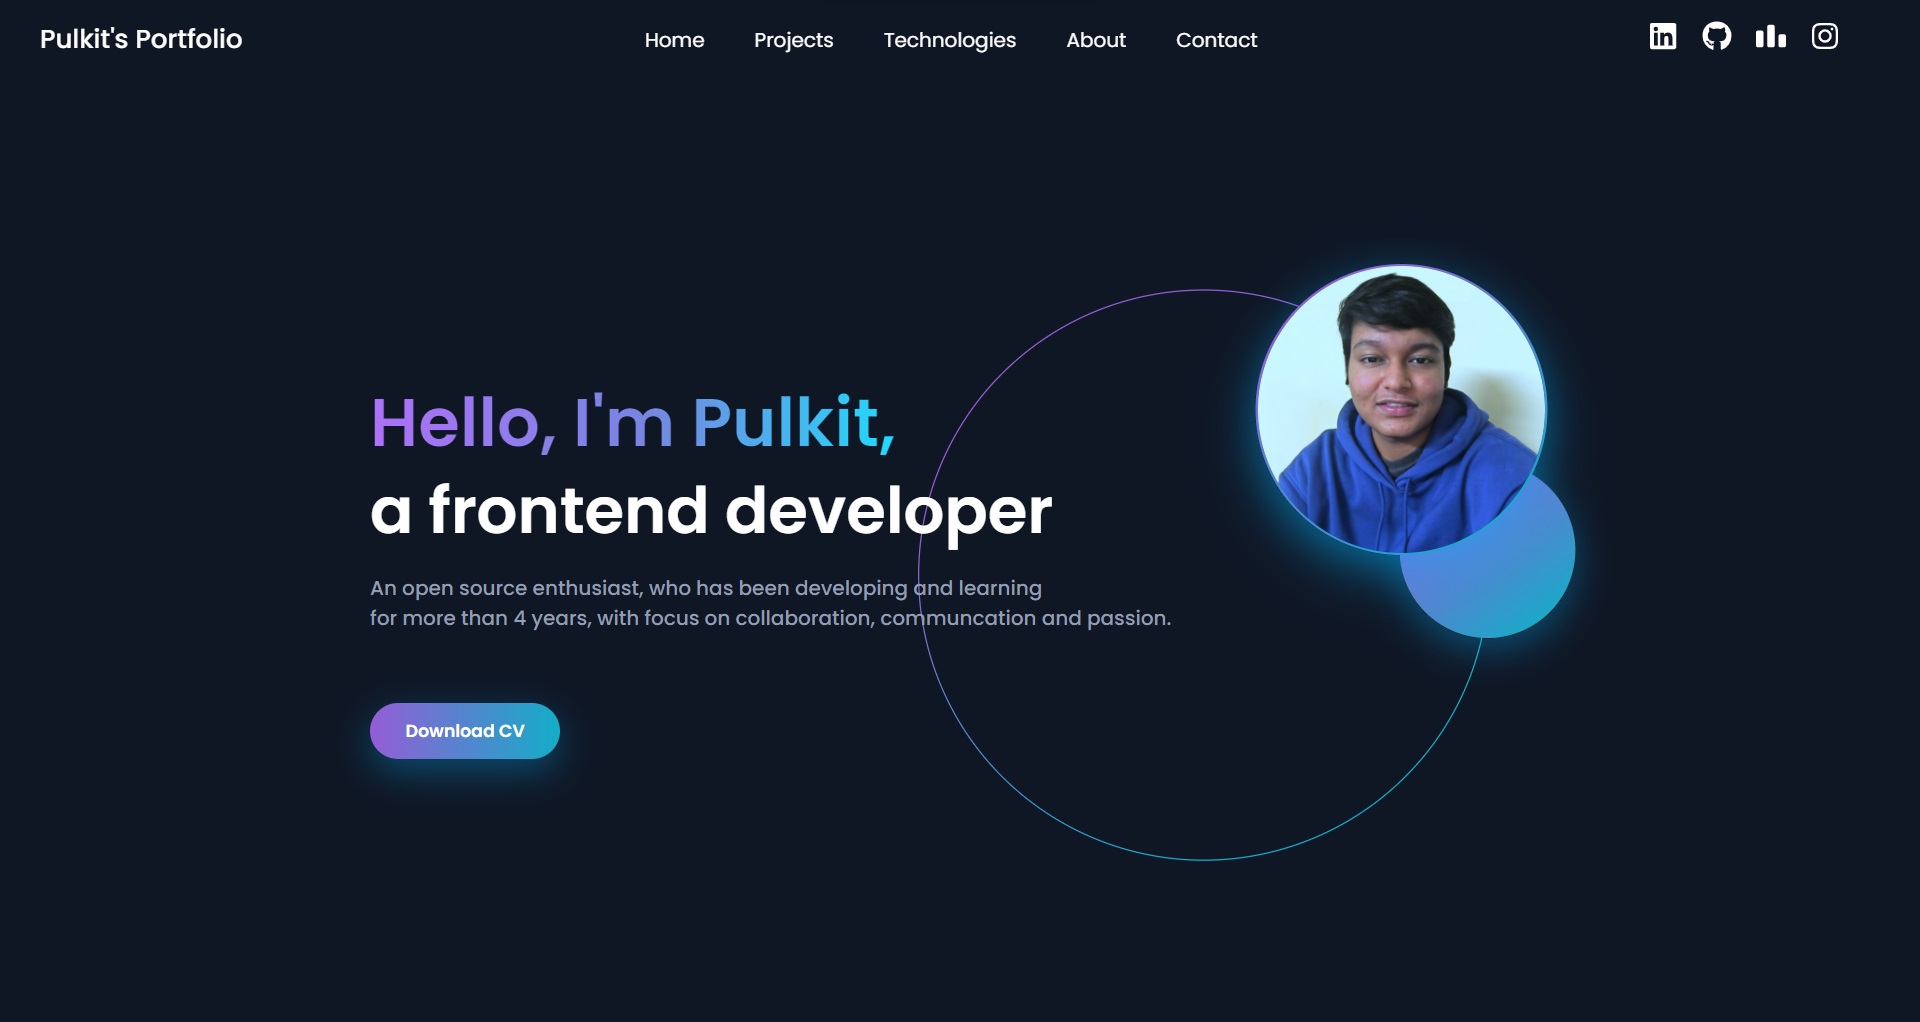 Pulkit's Portfolio
Home
Projects
Technologies
About
Contact
in
Hello, I'm Pulkit,
a frontend developer
An open source enthusiast, who has been developing and learning
for more than 4 years, with focus on collaboration, communcation and passion.
Download CV